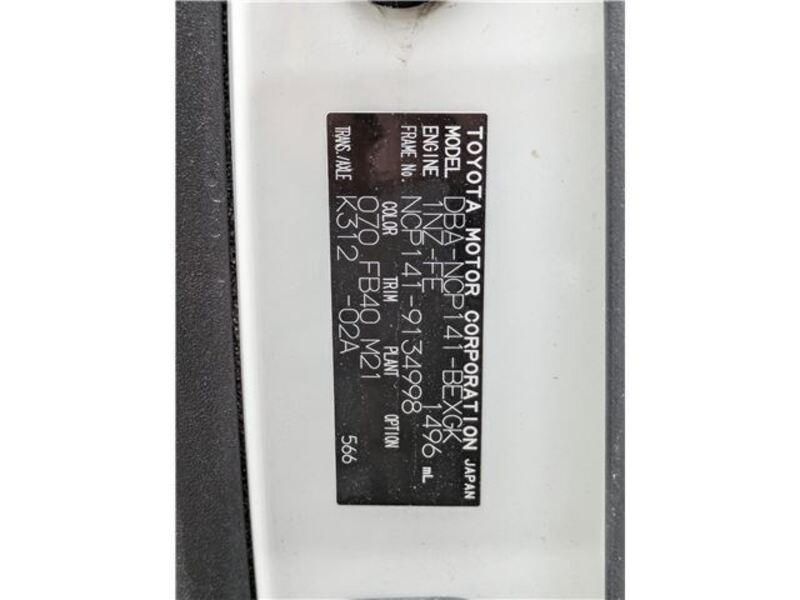 TOYOTA MOTOR CORPORATION JAPAN
MODEL DBA-NCP141-BEXGK
ENGINE 1NZ-FE 1496 mL
FRAME No. NCP141-9134998
COLOR TRIM PLANT OPTION
070 FB40 M21
TRANS./AXLE K312 -02A 566